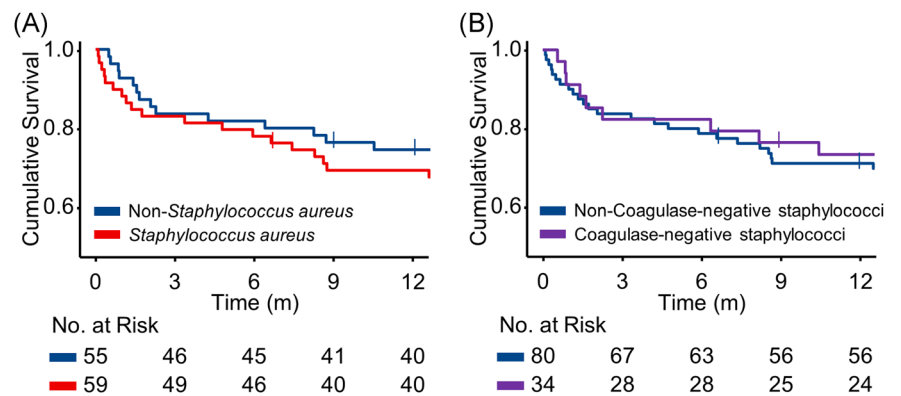 (A)
Cumulative Survival
1.0
0.8
0.6
Non-Staphylococcus aureus
Staphylococcus aureus
0 3 6 9 12
Time (m)
No. at Risk
55 46 45 41 40
59 49 46 40 40
(B)
Cumulative Survival
1.0
0.8
0.6
Non-Coagulase-negative staphylococci
Coagulase-negative staphylococci
0 3 6 9 12
Time (m)
No. at Risk
80 67 63 56 56
34 28 28 25 24